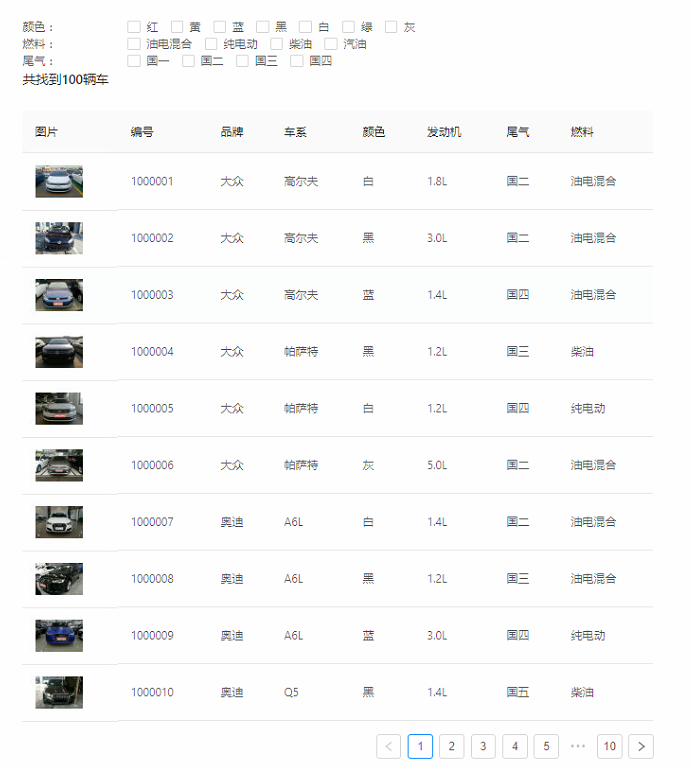 颜色： 红 黄 蓝 黑 白 绿 灰
燃料： 油电混合 纯电动 柴油 汽油
尾气： 国一 国二 国三 国四
共找到100辆车
图片 编号 品牌 车系 颜色 发动机 尾气 燃料
1000001 大众 高尔夫 白 1.8L 国二 油电混合
1000002 大众 高尔夫 黑 3.0L 国二 油电混合
1000003 大众 高尔夫 蓝 1.4L 国四 油电混合
1000004 大众 帕萨特 黑 1.2L 国三 柴油
1000005 大众 帕萨特 白 1.2L 国四 纯电动
1000006 大众 帕萨特 灰 5.0L 国二 油电混合
1000007 奥迪 A6L 白 1.4L 国二 油电混合
1000008 奥迪 A6L 黑 1.2L 国三 油电混合
1000009 奥迪 A6L 蓝 3.0L 国四 纯电动
1000010 奥迪 Q5 黑 1.4L 国五 柴油
< 1 2 3 4 5 ••• 10 >